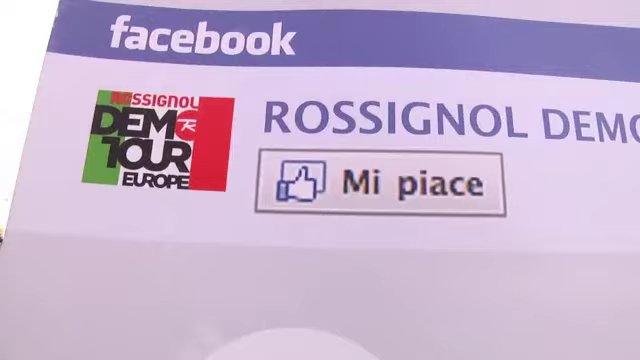 facebook
ROSSIGNOL
DEMO
TOUR
EUROPE
ROSSIGNOL DEMO
Mi piace